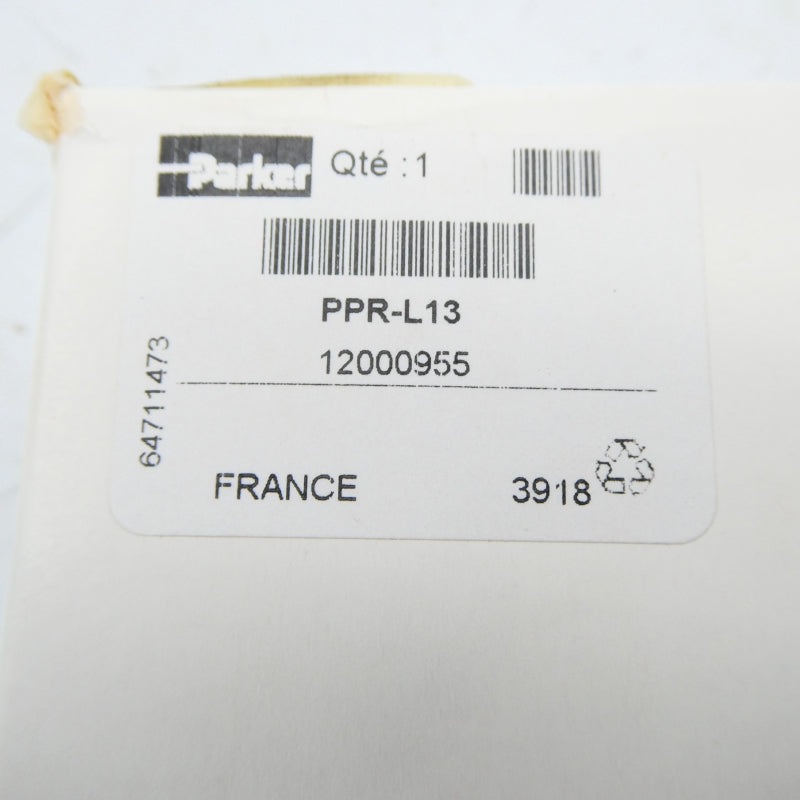 Parker Qté : 1
PPR-L13
12000955
64711473
FRANCE 3918